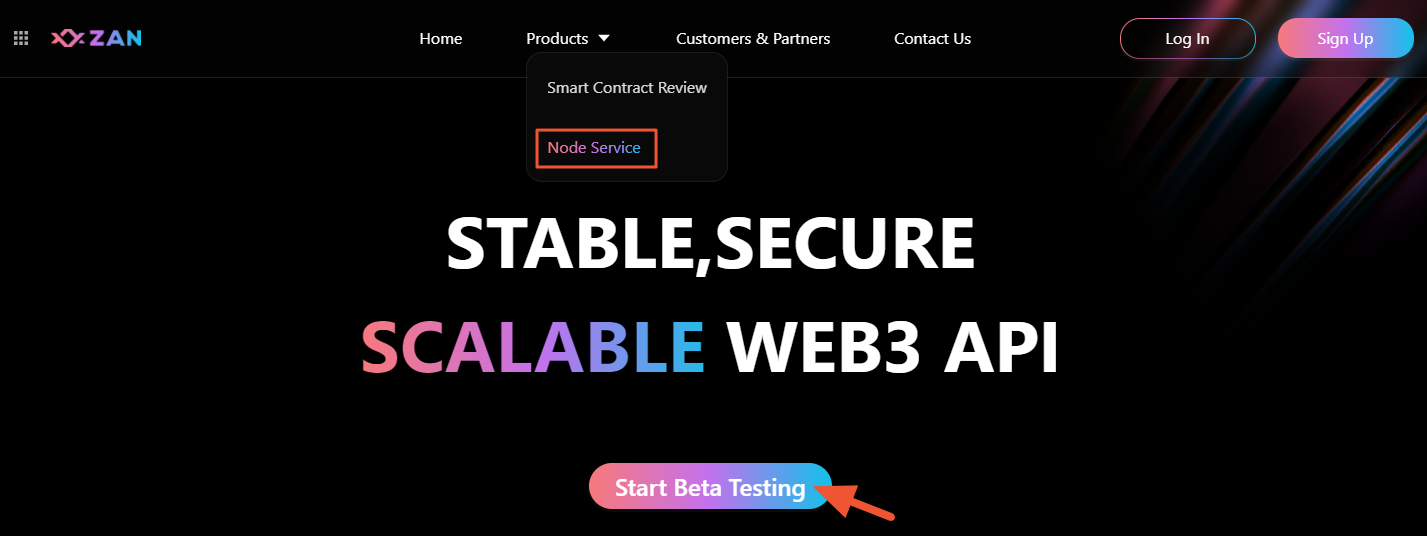 ZAN
Home
Products
Customers & Partners
Contact Us
Log In
Sign Up
Smart Contract Review
Node Service
STABLE,SECURE
SCALABLE WEB3 API
Start Beta Testing